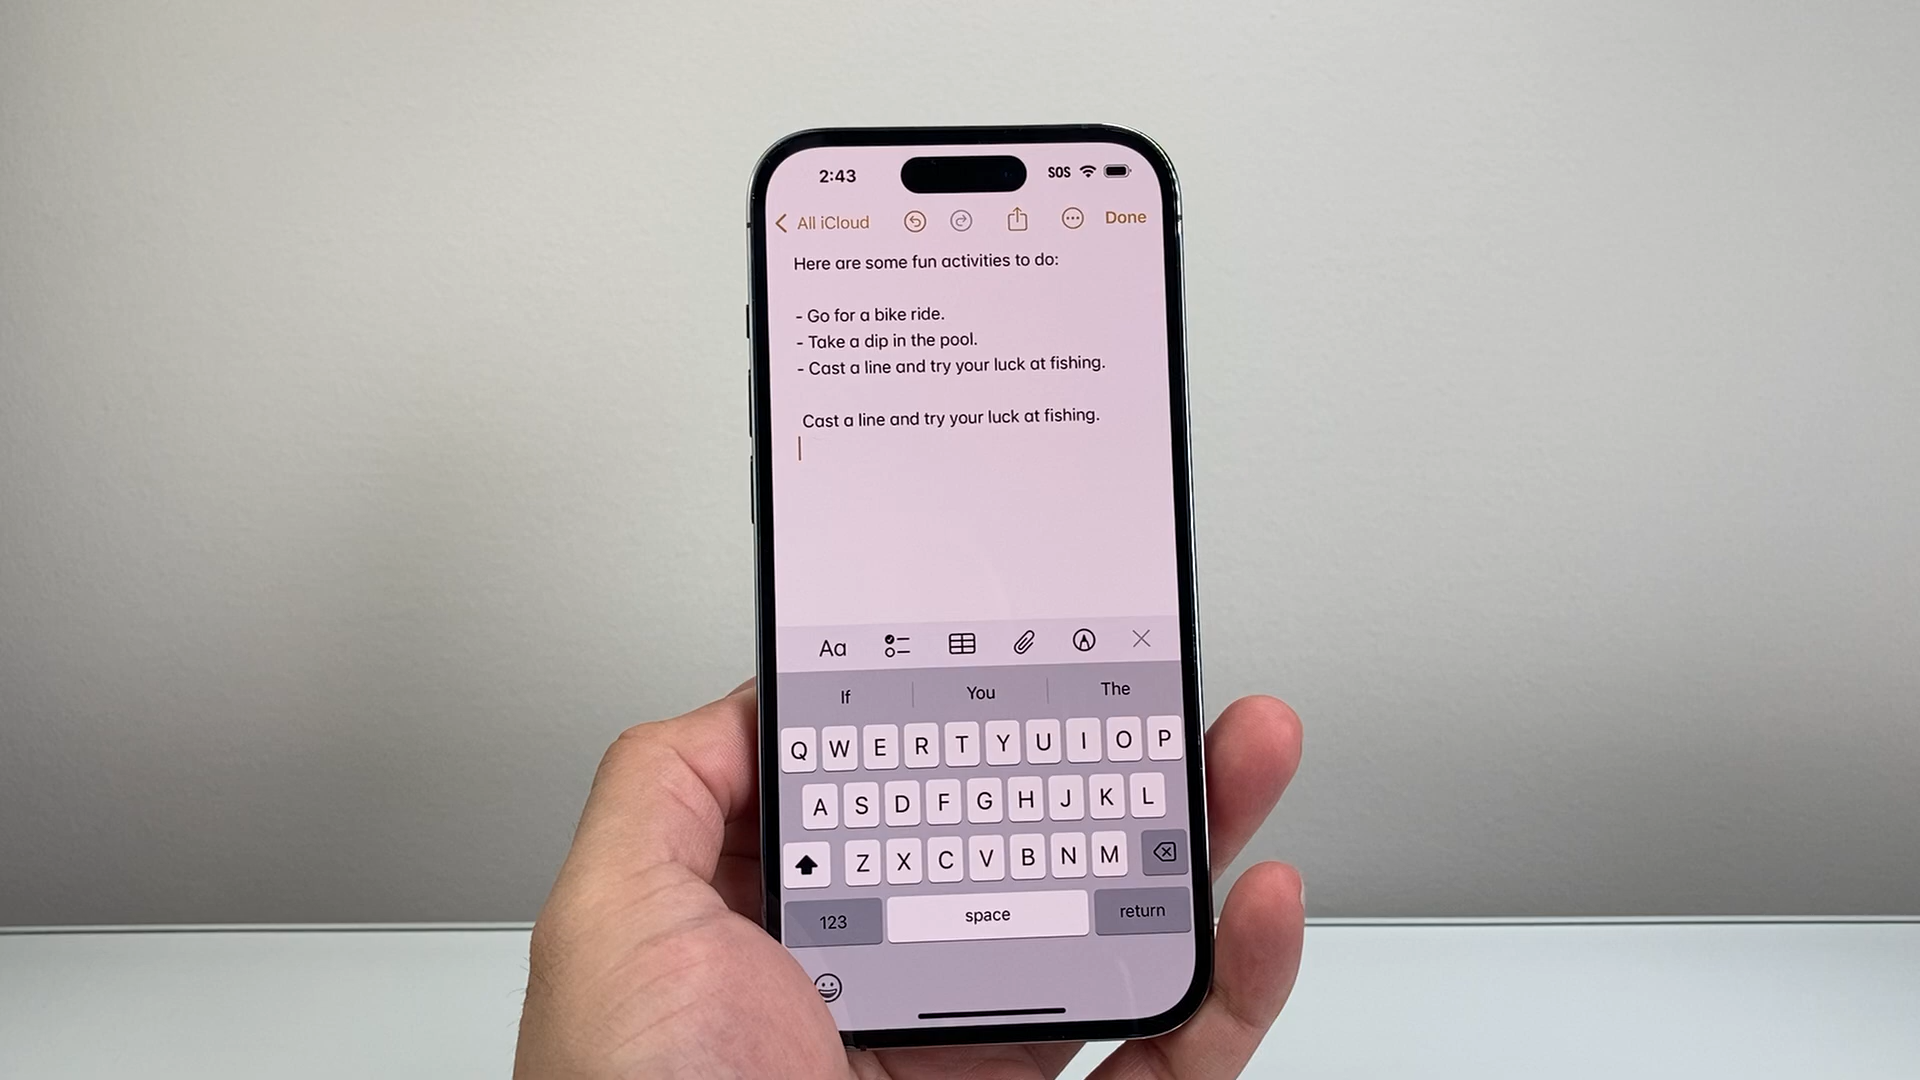 2:43 SOS
All iCloud Done
Here are some fun activities to do:
- Go for a bike ride.
- Take a dip in the pool.
- Cast a line and try your luck at fishing.
Cast a line and try your luck at fishing.
Aa
If You The
Q W E R T Y U I O P
A S D F G H J K L
Z X C V B N M
123 space return